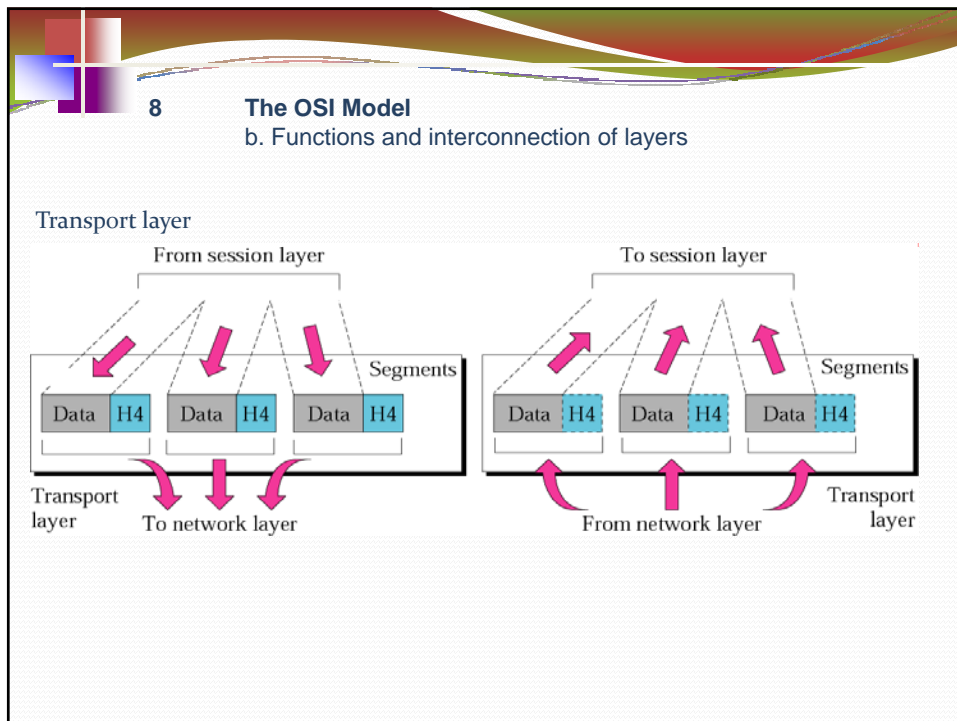 8 The OSI Model
b. Functions and interconnection of layers
Transport layer
From session layer
Segments
Data H4 Data H4 Data H4
Transport
layer
To network layer
To session layer
Segments
Data H4 Data H4 Data H4
From network layer
Transport
layer